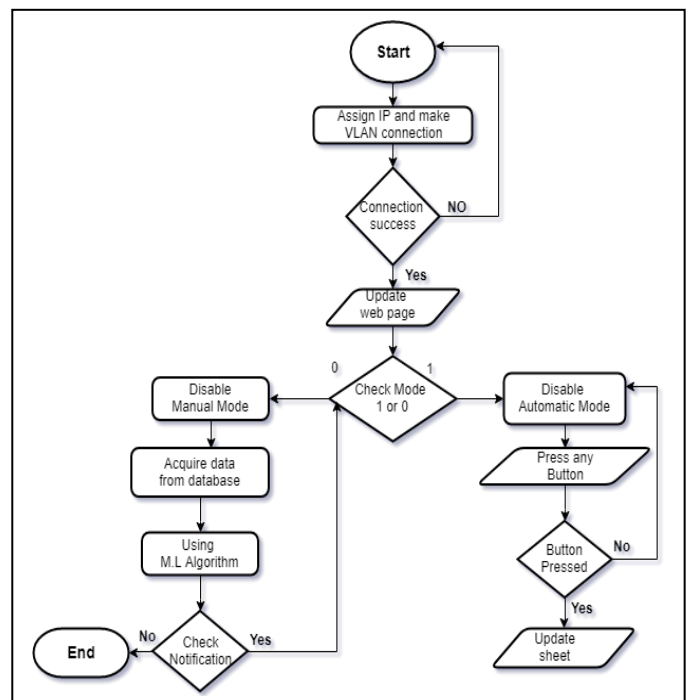 Start
Assign IP and make
VLAN connection
Connection
success
NO
Yes
Update
web page
0
1
Check Mode
1 or 0
Disable
Manual Mode
Disable
Automatic Mode
Acquire data
from database
Press any
Button
Using
M.L Algorithm
Button
Pressed
No
Yes
Check
Notification
No
Yes
End
Update
sheet